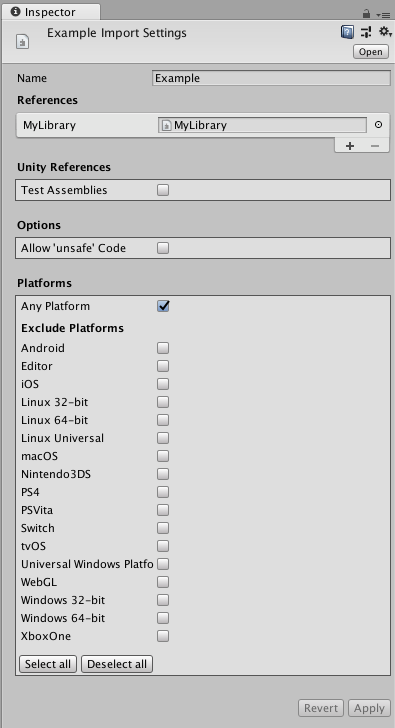 Inspector
Example Import Settings
Open
Name Example
References
MyLibrary MyLibrary
Unity References
Test Assemblies
Options
Allow 'unsafe' Code
Platforms
Any Platform
Exclude Platforms
Android
Editor
iOS
Linux 32-bit
Linux 64-bit
Linux Universal
macOS
Nintendo3DS
PS4
PSVita
Switch
tvOS
Universal Windows Platfo
WebGL
Windows 32-bit
Windows 64-bit
XboxOne
Select all Deselect all
Revert Apply